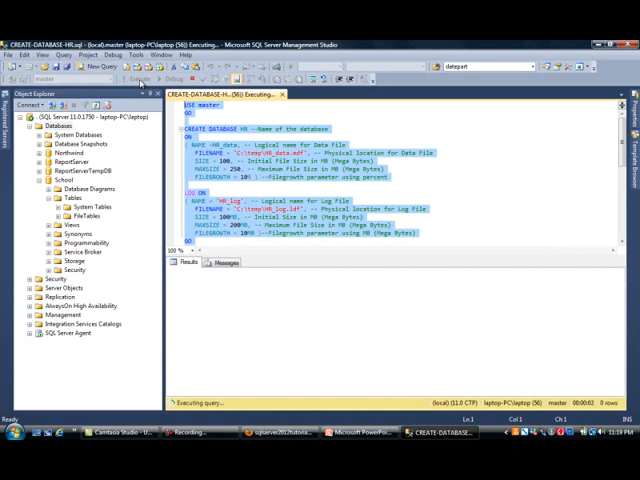 CREATE-DATABASE-HR.sql - (local).master (laptop-PC\laptop (56)) Executing... - Microsoft SQL Server Management Studio
File Edit View Query Project Debug Tools Window Help
New Query datepart
master Execute Debug
Object Explorer
Connect
(SQL Server 11.0.1750 - laptop-PC\laptop)
Databases
System Databases
Database Snapshots
Northwind
ReportServer
ReportServerTempDB
School
Database Diagrams
Tables
System Tables
FileTables
Views
Synonyms
Programmability
Service Broker
Storage
Security
Security
Server Objects
Replication
AlwaysOn High Availability
Management
Integration Services Catalogs
SQL Server Agent
Registered Servers
CREATE-DATABASE-H...(56)) Executing...
USE master
GO
CREATE DATABASE HR --Name of the database
ON
( NAME =HR_data, -- Logical name for Data File
FILENAME = 'C:\temp\HR_data.mdf', -- Physical location for Data File
SIZE = 100, -- Initial File Size in MB (Mega Bytes)
MAXSIZE = 250, -- Maximum File Size in MB (Mega Bytes)
FILEGROWTH = 10% ) --Filegrowth parameter using percent
LOG ON
( NAME = 'HR_log', -- Logical name for Log File
FILENAME = 'C:\temp\HR_log.ldf', -- Physical location for Log File
SIZE = 100MB, -- Initial Size in MB (Mega Bytes)
MAXSIZE = 200MB, -- Maximum File Size in MB (Mega Bytes)
FILEGROWTH = 10MB ) --Filegrowth parameter using MB (Mega Bytes)
GO
100 %
Results Messages
Properties
Template Browser
Executing query... (local) (11.0 CTP) laptop-PC\laptop (56) master 00:00:02 0 rows
Ready Ln 1 Col 1 Ch 1
Camtasia Studio - U... Recording... sqlserver2012tutoria... Microsoft PowerPo... CREATE-DATABASE... 11:19 PM